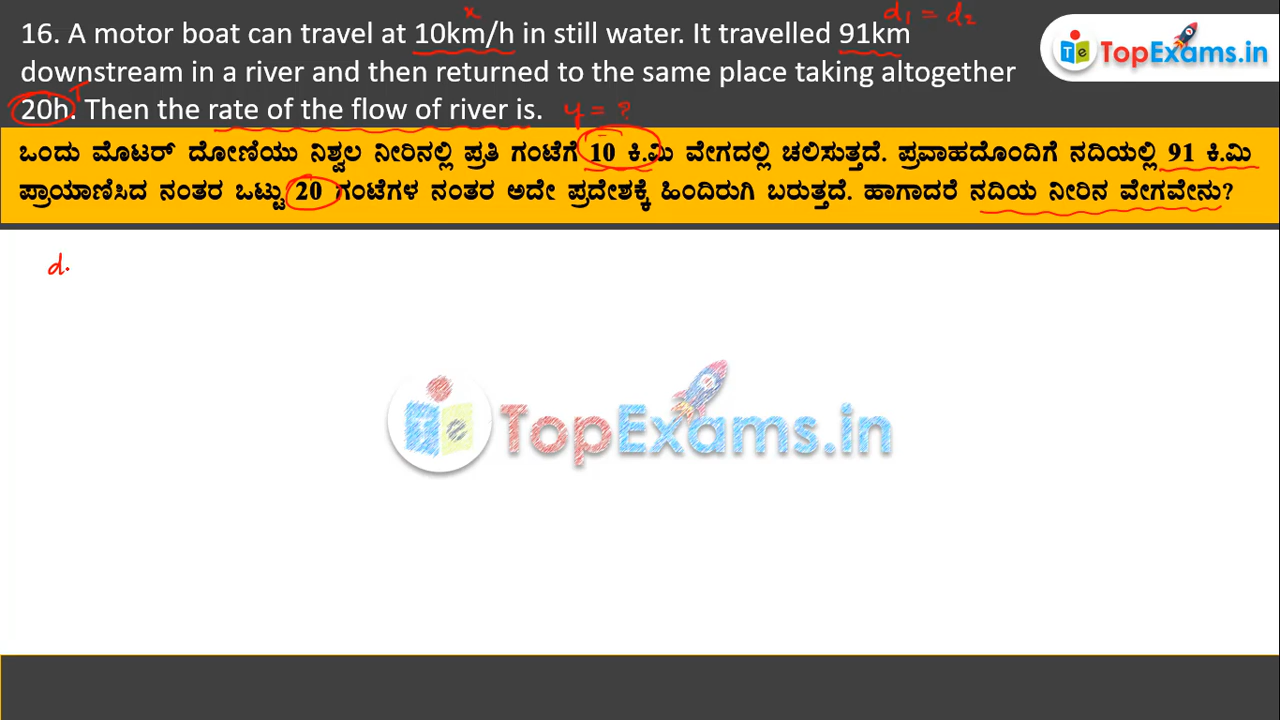 x
d₁ = d₂
16. A motor boat can travel at 10km/h in still water. It travelled 91km
downstream in a river and then returned to the same place taking altogether
T
20h. Then the rate of the flow of river is. y = ?
Te TopExams.in
ಒಂದು ಮೊಟರ್ ದೋಣಿಯು ನಿಶ್ವಲ ನೀರಿನಲ್ಲಿ ಪ್ರತಿ ಗಂಟೆಗೆ 10 ಕಿ.ಮಿ ವೇಗದಲ್ಲಿ ಚಲಿಸುತ್ತದೆ. ಪ್ರವಾಹದೊಂದಿಗೆ ನದಿಯಲ್ಲಿ 91 ಕಿ.ಮಿ
ಪ್ರಾಯಾಣಿಸಿದ ನಂತರ ಒಟ್ಟು 20 ಗಂಟೆಗಳ ನಂತರ ಅದೇ ಪ್ರದೇಶಕ್ಕೆ ಹಿಂದಿರುಗಿ ಬರುತ್ತದೆ. ಹಾಗಾದರೆ ನದಿಯ ನೀರಿನ ವೇಗವೇನು?
d.
Te TopExams.in